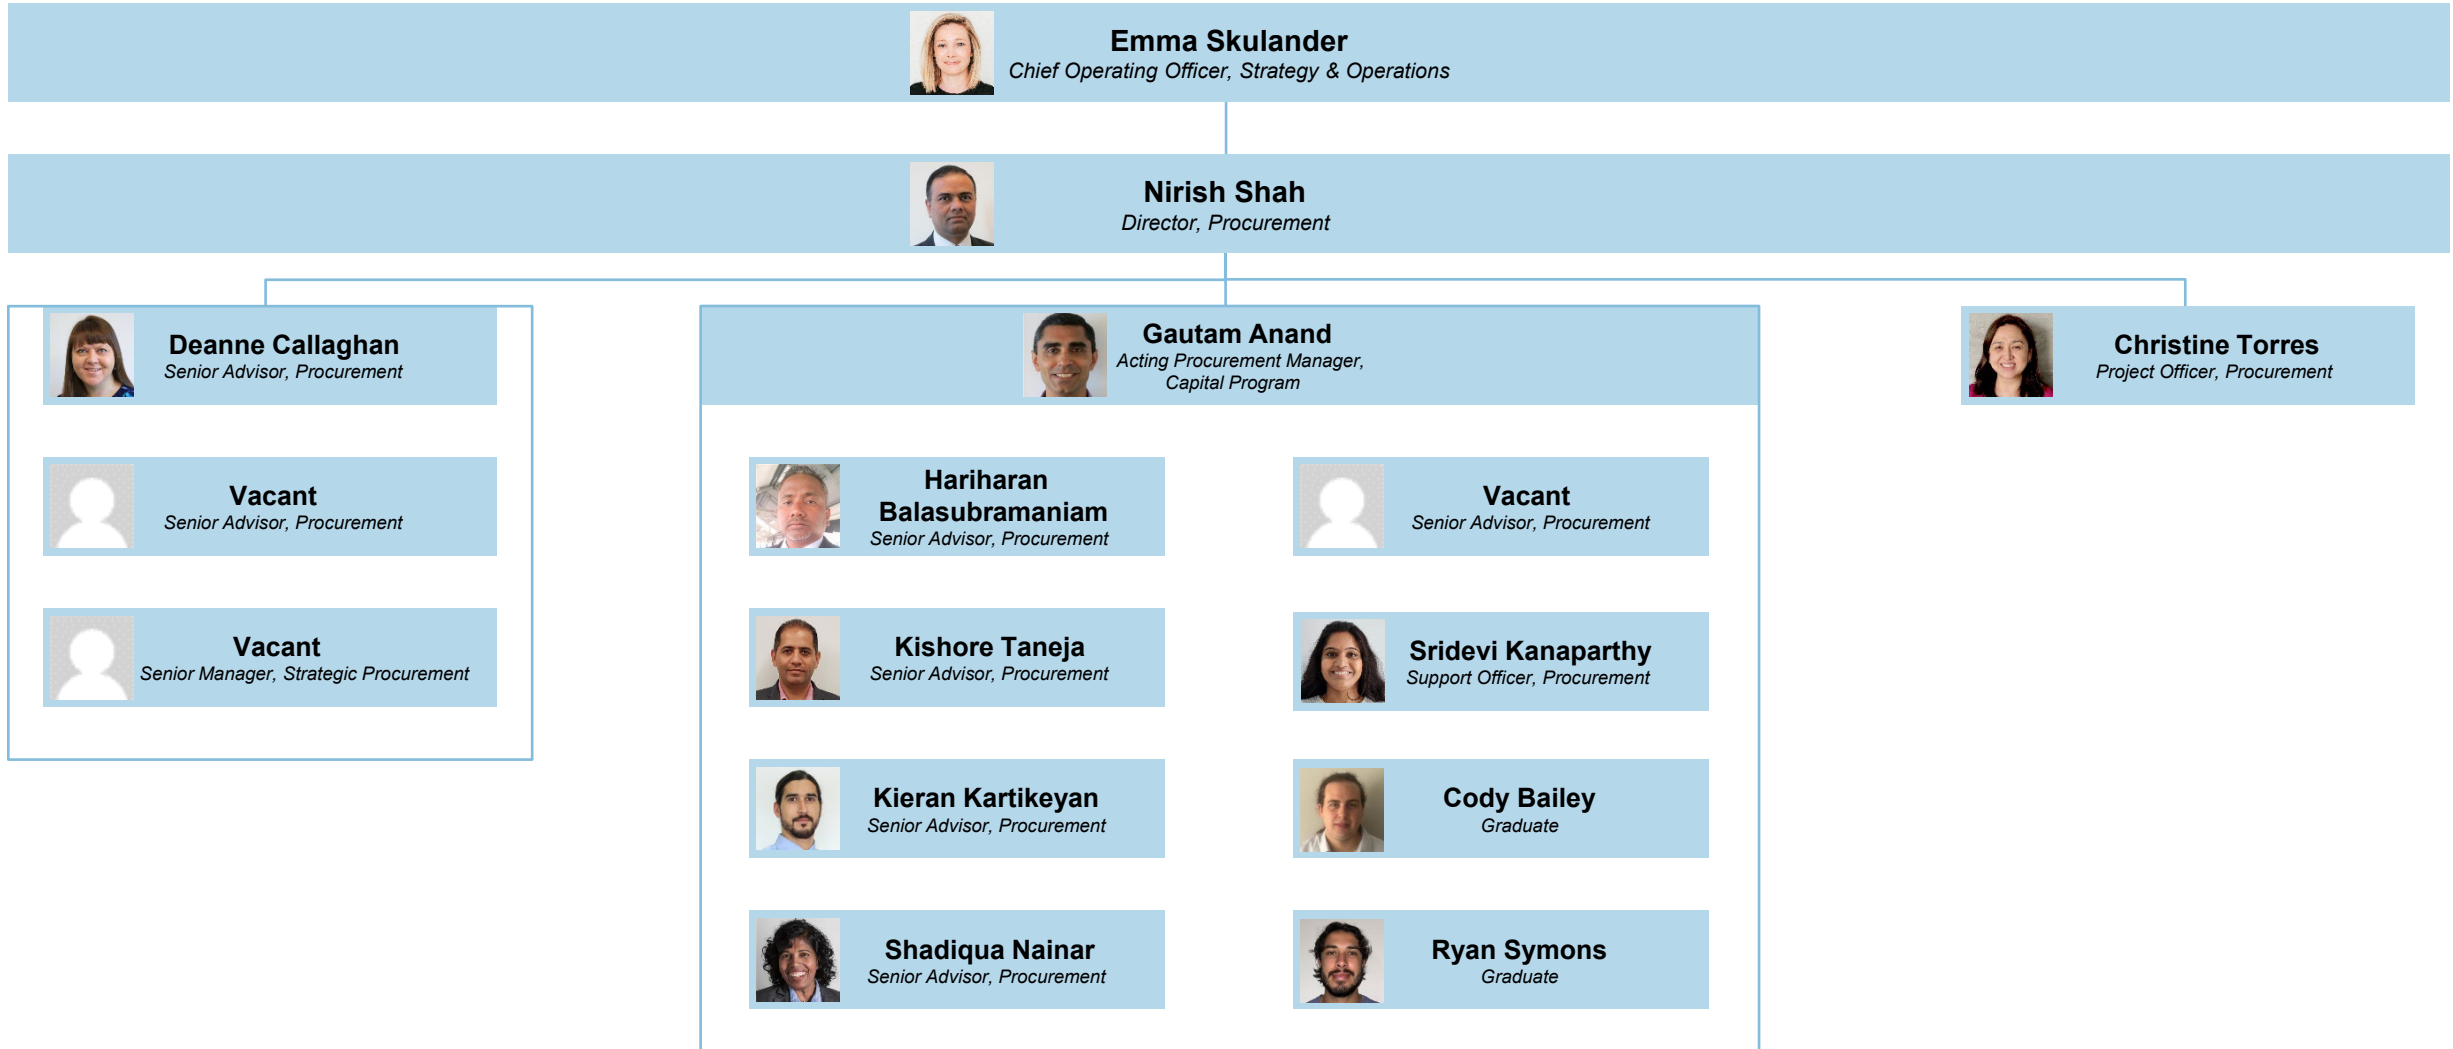 Emma Skulander
Chief Operating Officer, Strategy & Operations
Nirish Shah
Director, Procurement
Deanne Callaghan
Senior Advisor, Procurement
Vacant
Senior Advisor, Procurement
Vacant
Senior Manager, Strategic Procurement
Gautam Anand
Acting Procurement Manager,
Capital Program
Hariharan
Balasubramaniam
Senior Advisor, Procurement
Kishore Taneja
Senior Advisor, Procurement
Kieran Kartikeyan
Senior Advisor, Procurement
Shadiqua Nainar
Senior Advisor, Procurement
Vacant
Senior Advisor, Procurement
Sridevi Kanaparthy
Support Officer, Procurement
Cody Bailey
Graduate
Ryan Symons
Graduate
Christine Torres
Project Officer, Procurement